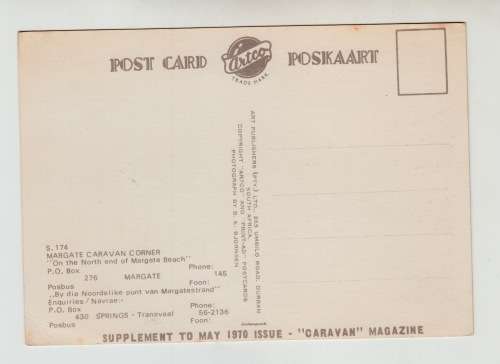 POST CARD Artco POSKAART
TRADE MARK
ART PUBLISHERS (PTY.) LTD., 253 UMBILO ROAD, DURBAN
SOUTH AFRICA
COPYRIGHT "ARTCO" AND "PRINT-AD" POSTCARDS
PHOTOGRAPH BY G. K. BJORNSEN
S. 174
MARGATE CARAVAN CORNER
"On the North end of Margate Beach"
P.O. Box Phone:
276 MARGATE 145
Posbus Foon:
"By die Noordelike punt van Margatestrand"
Enquiries/Navrae:-
P.O. Box Phone:
430 SPRINGS - Transvaal 56-2136
Posbus Foon:
SUPPLEMENT TO MAY 1970 ISSUE - "CARAVAN" MAGAZINE